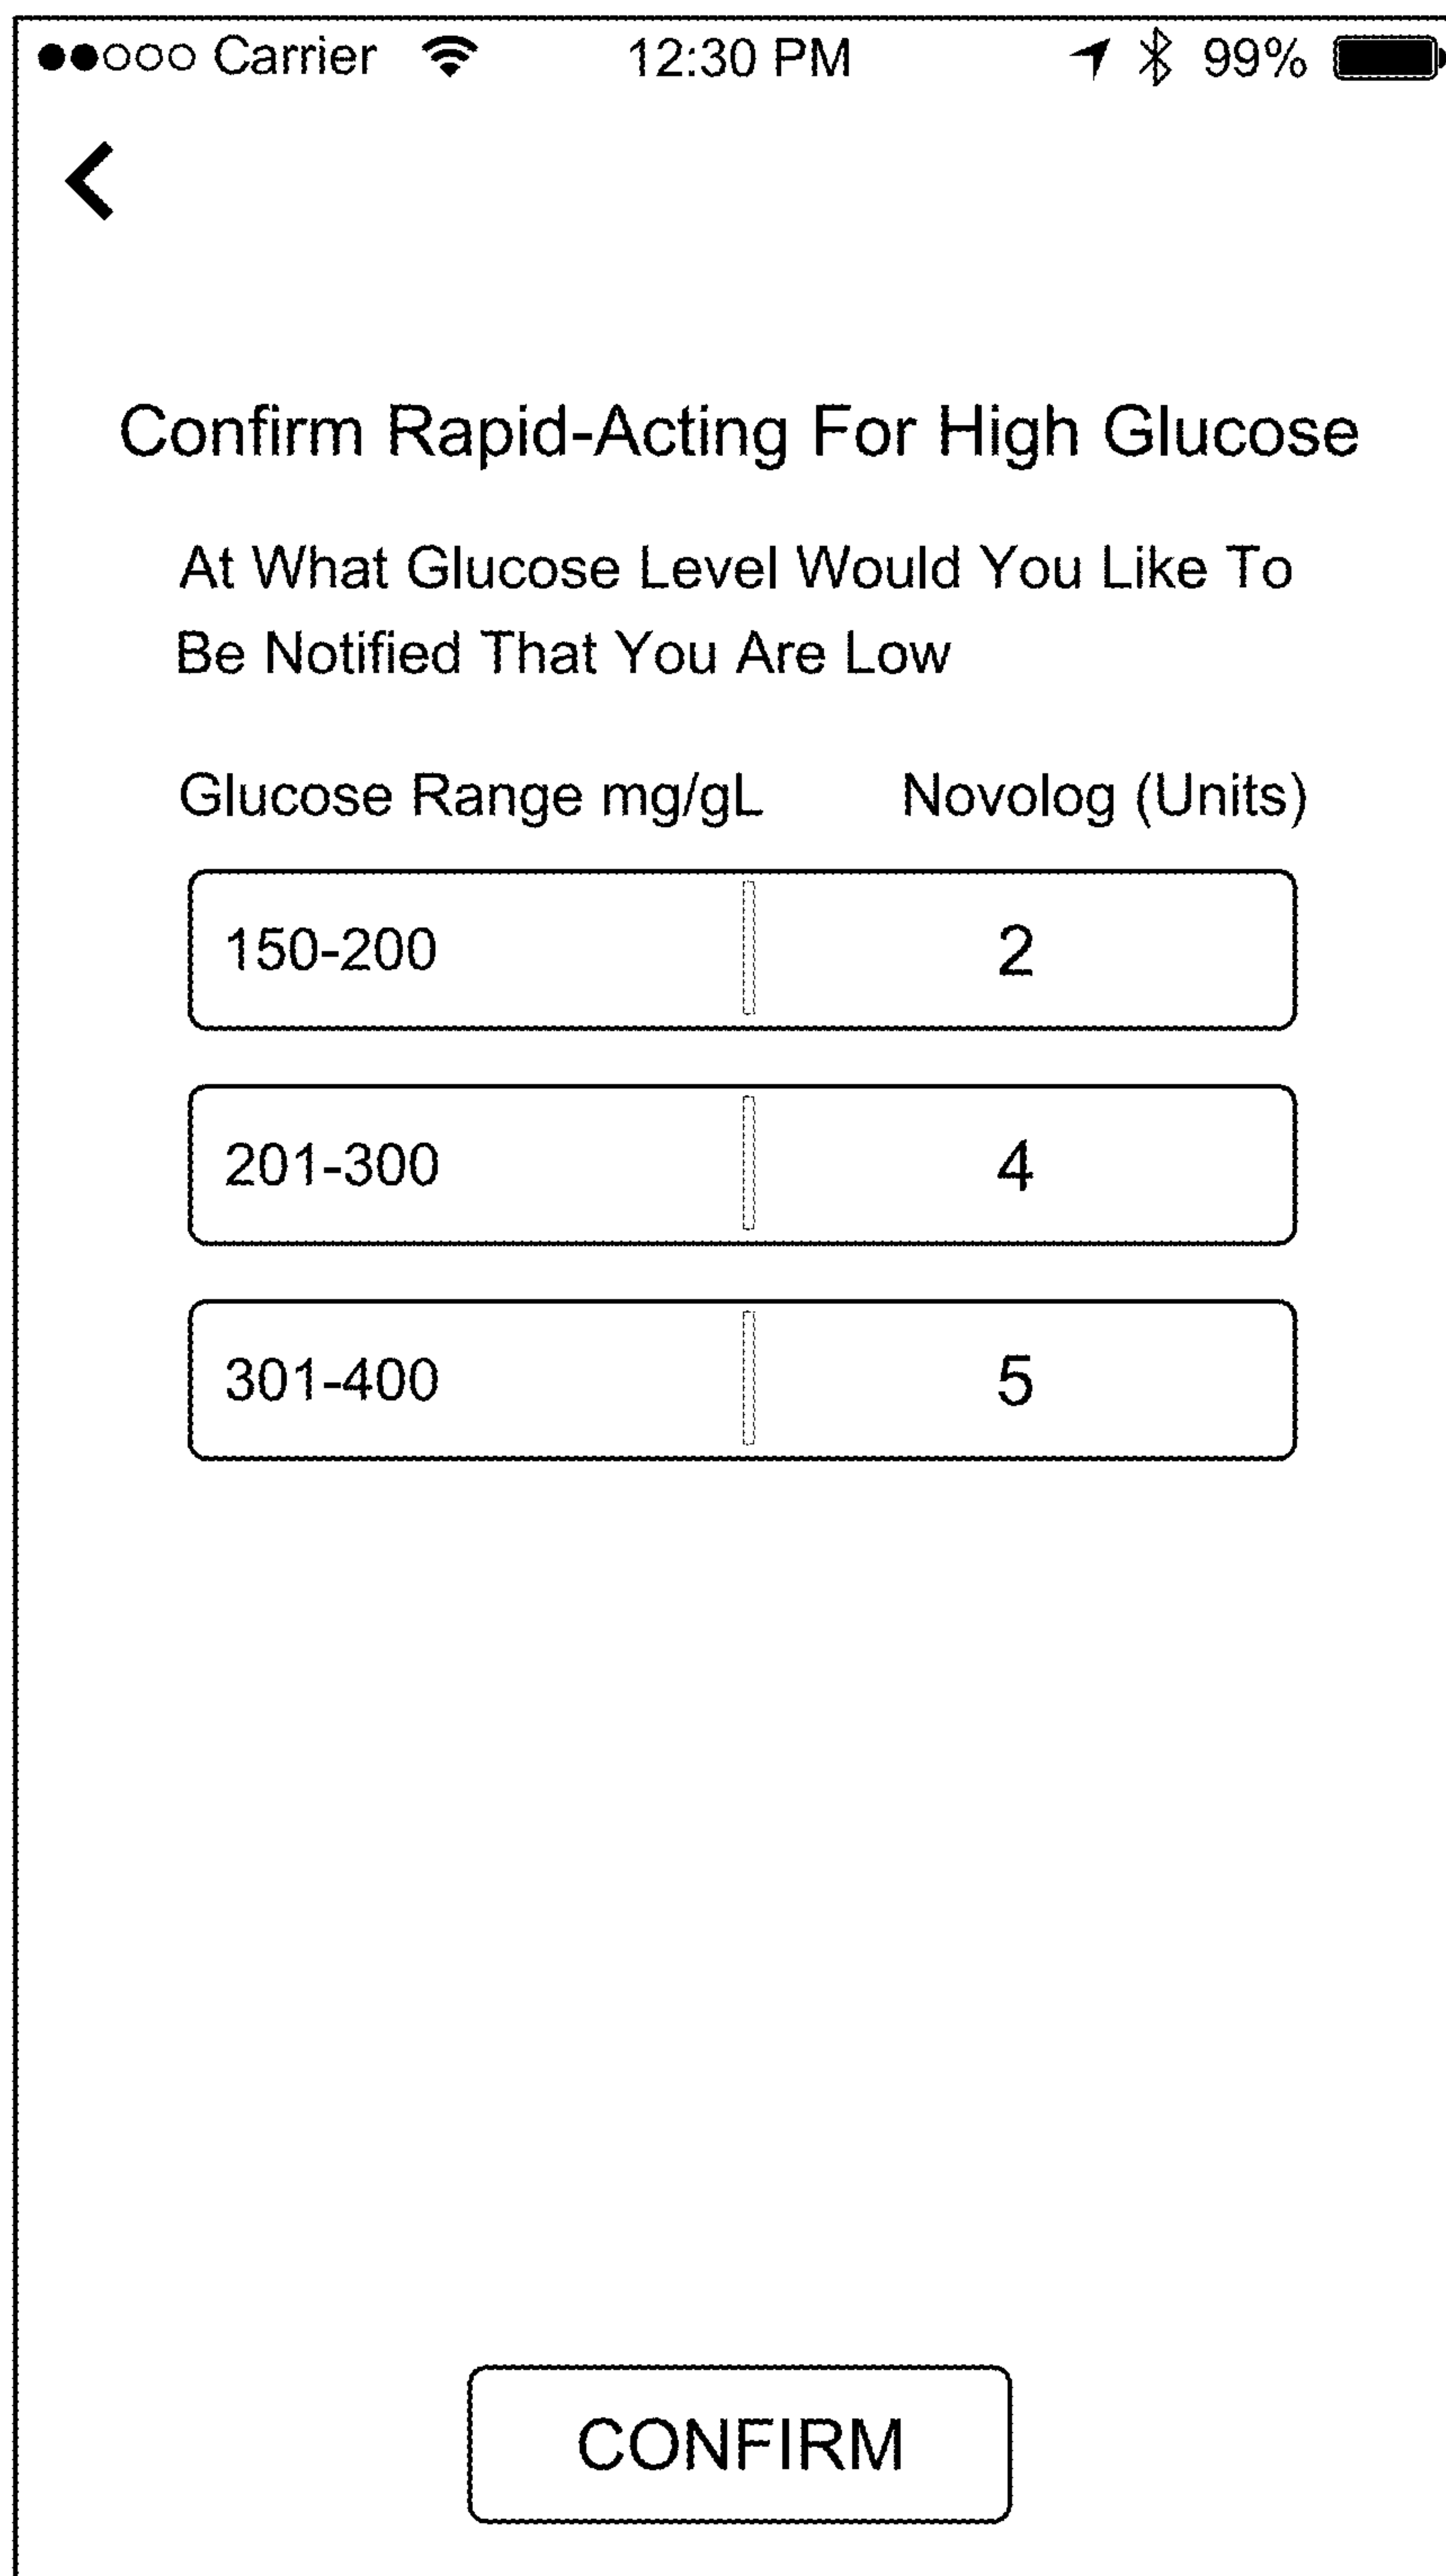 Carrier 12:30 PM 99%
Confirm Rapid-Acting For High Glucose
At What Glucose Level Would You Like To
Be Notified That You Are Low
Glucose Range mg/gL Novolog (Units)
150-200 2
201-300 4
301-400 5
CONFIRM